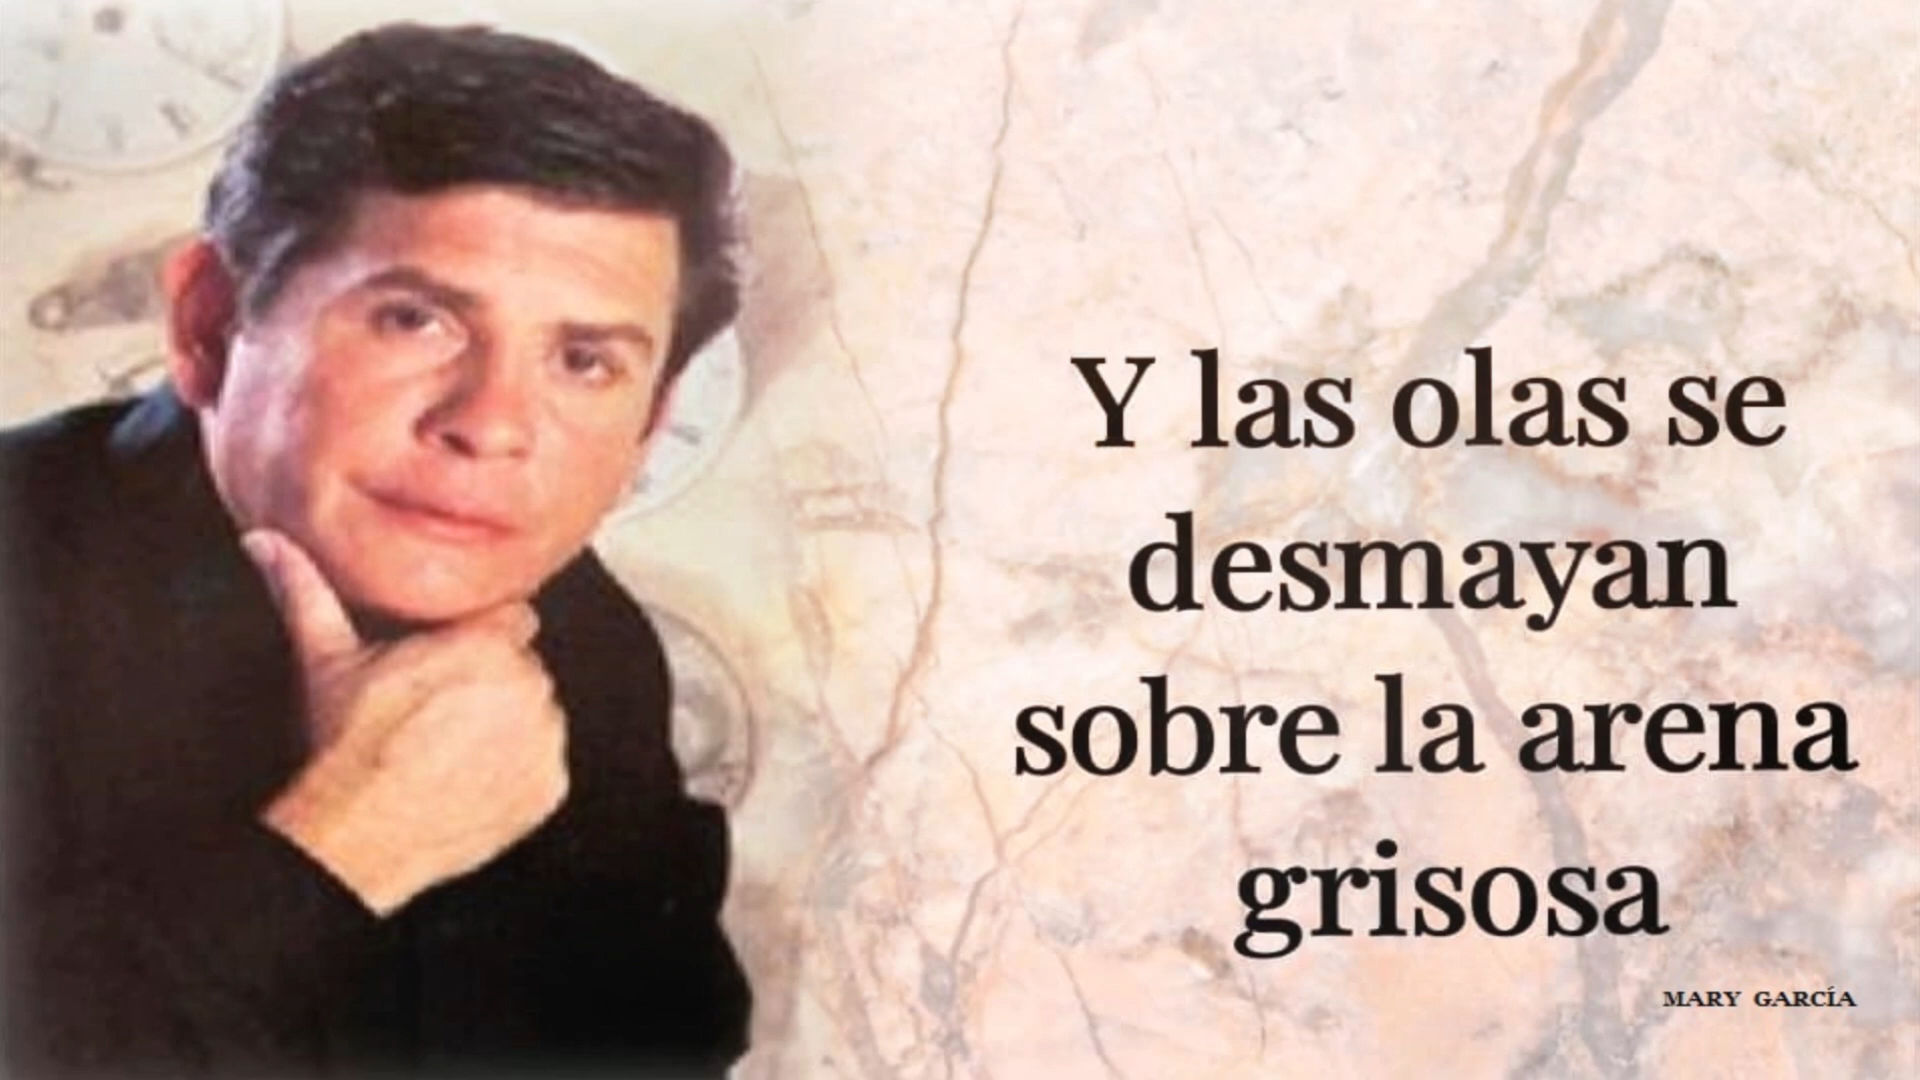 Y las olas se
desmayan
sobre la arena
grisosa
MARY GARCÍA